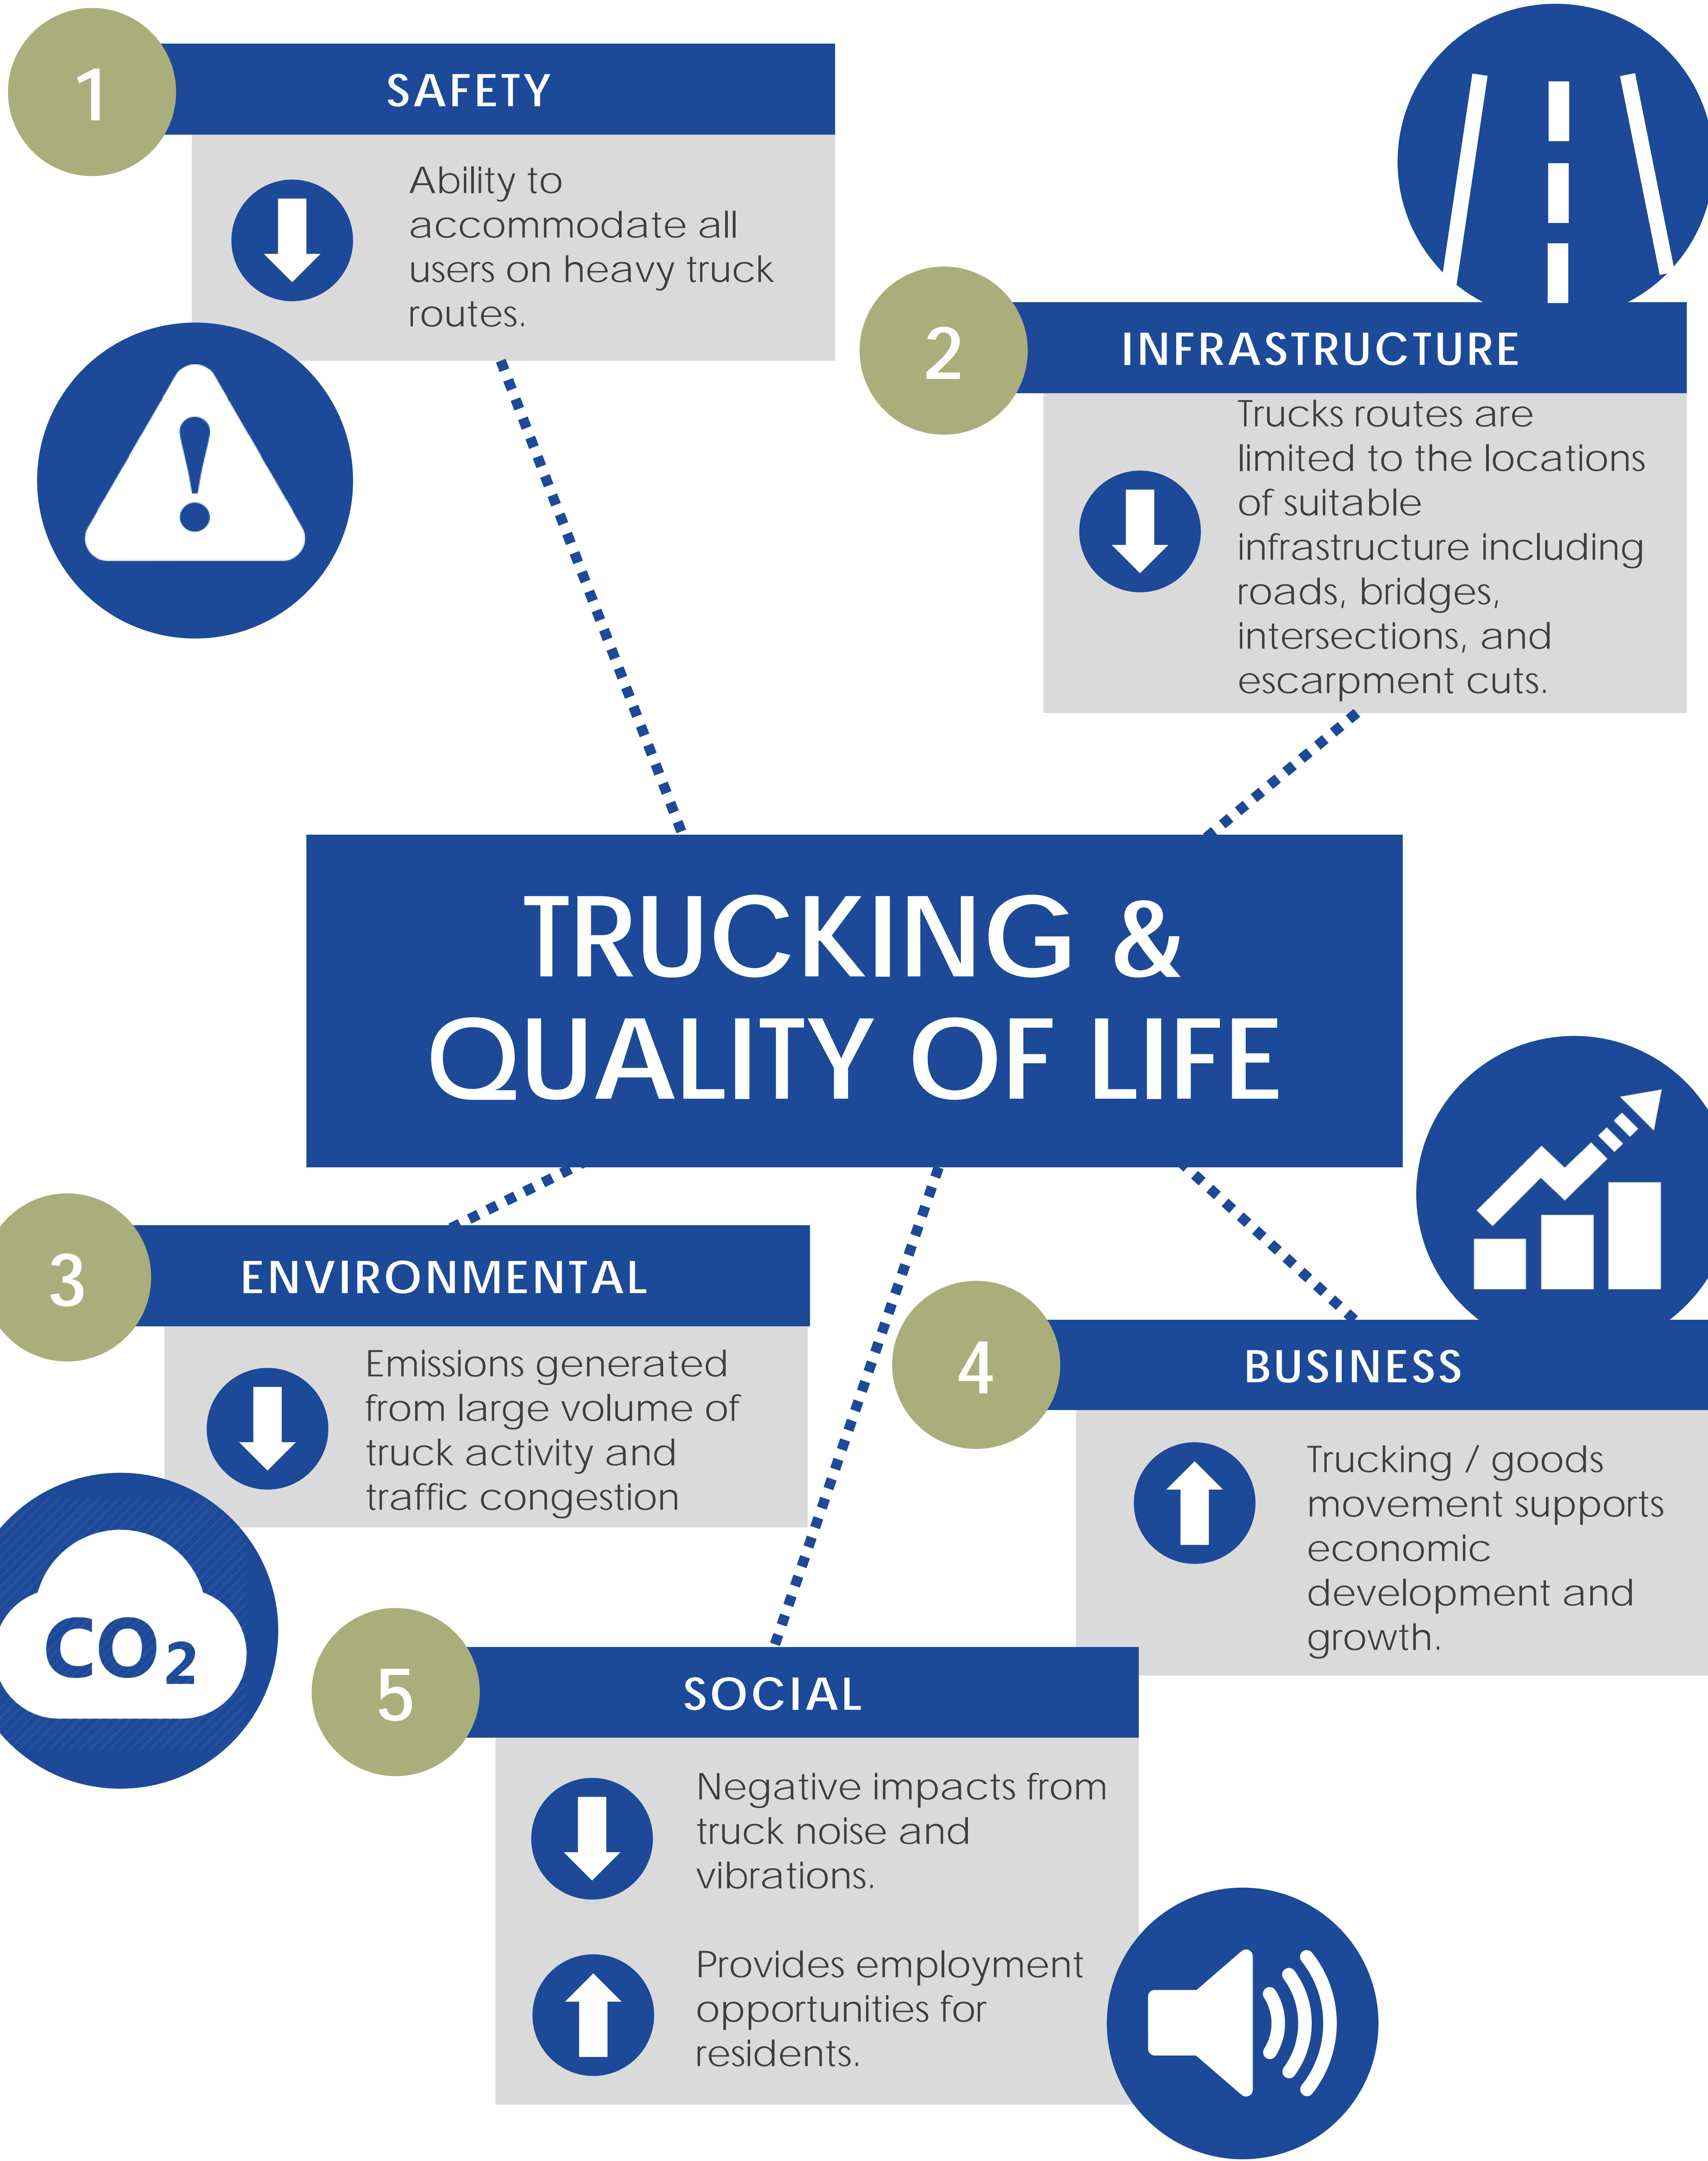 1
SAFETY
Ability to
accommodate all
users on heavy truck
routes.
2
INFRASTRUCTURE
Trucks routes are
limited to the locations
of suitable
infrastructure including
roads, bridges,
intersections, and
escarpment cuts.
TRUCKING &
QUALITY OF LIFE
3
ENVIRONMENTAL
Emissions generated
from large volume of
truck activity and
traffic congestion
CO2
4
BUSINESS
Trucking / goods
movement supports
economic
development and
growth.
5
SOCIAL
Negative impacts from
truck noise and
vibrations.
Provides employment
opportunities for
residents.